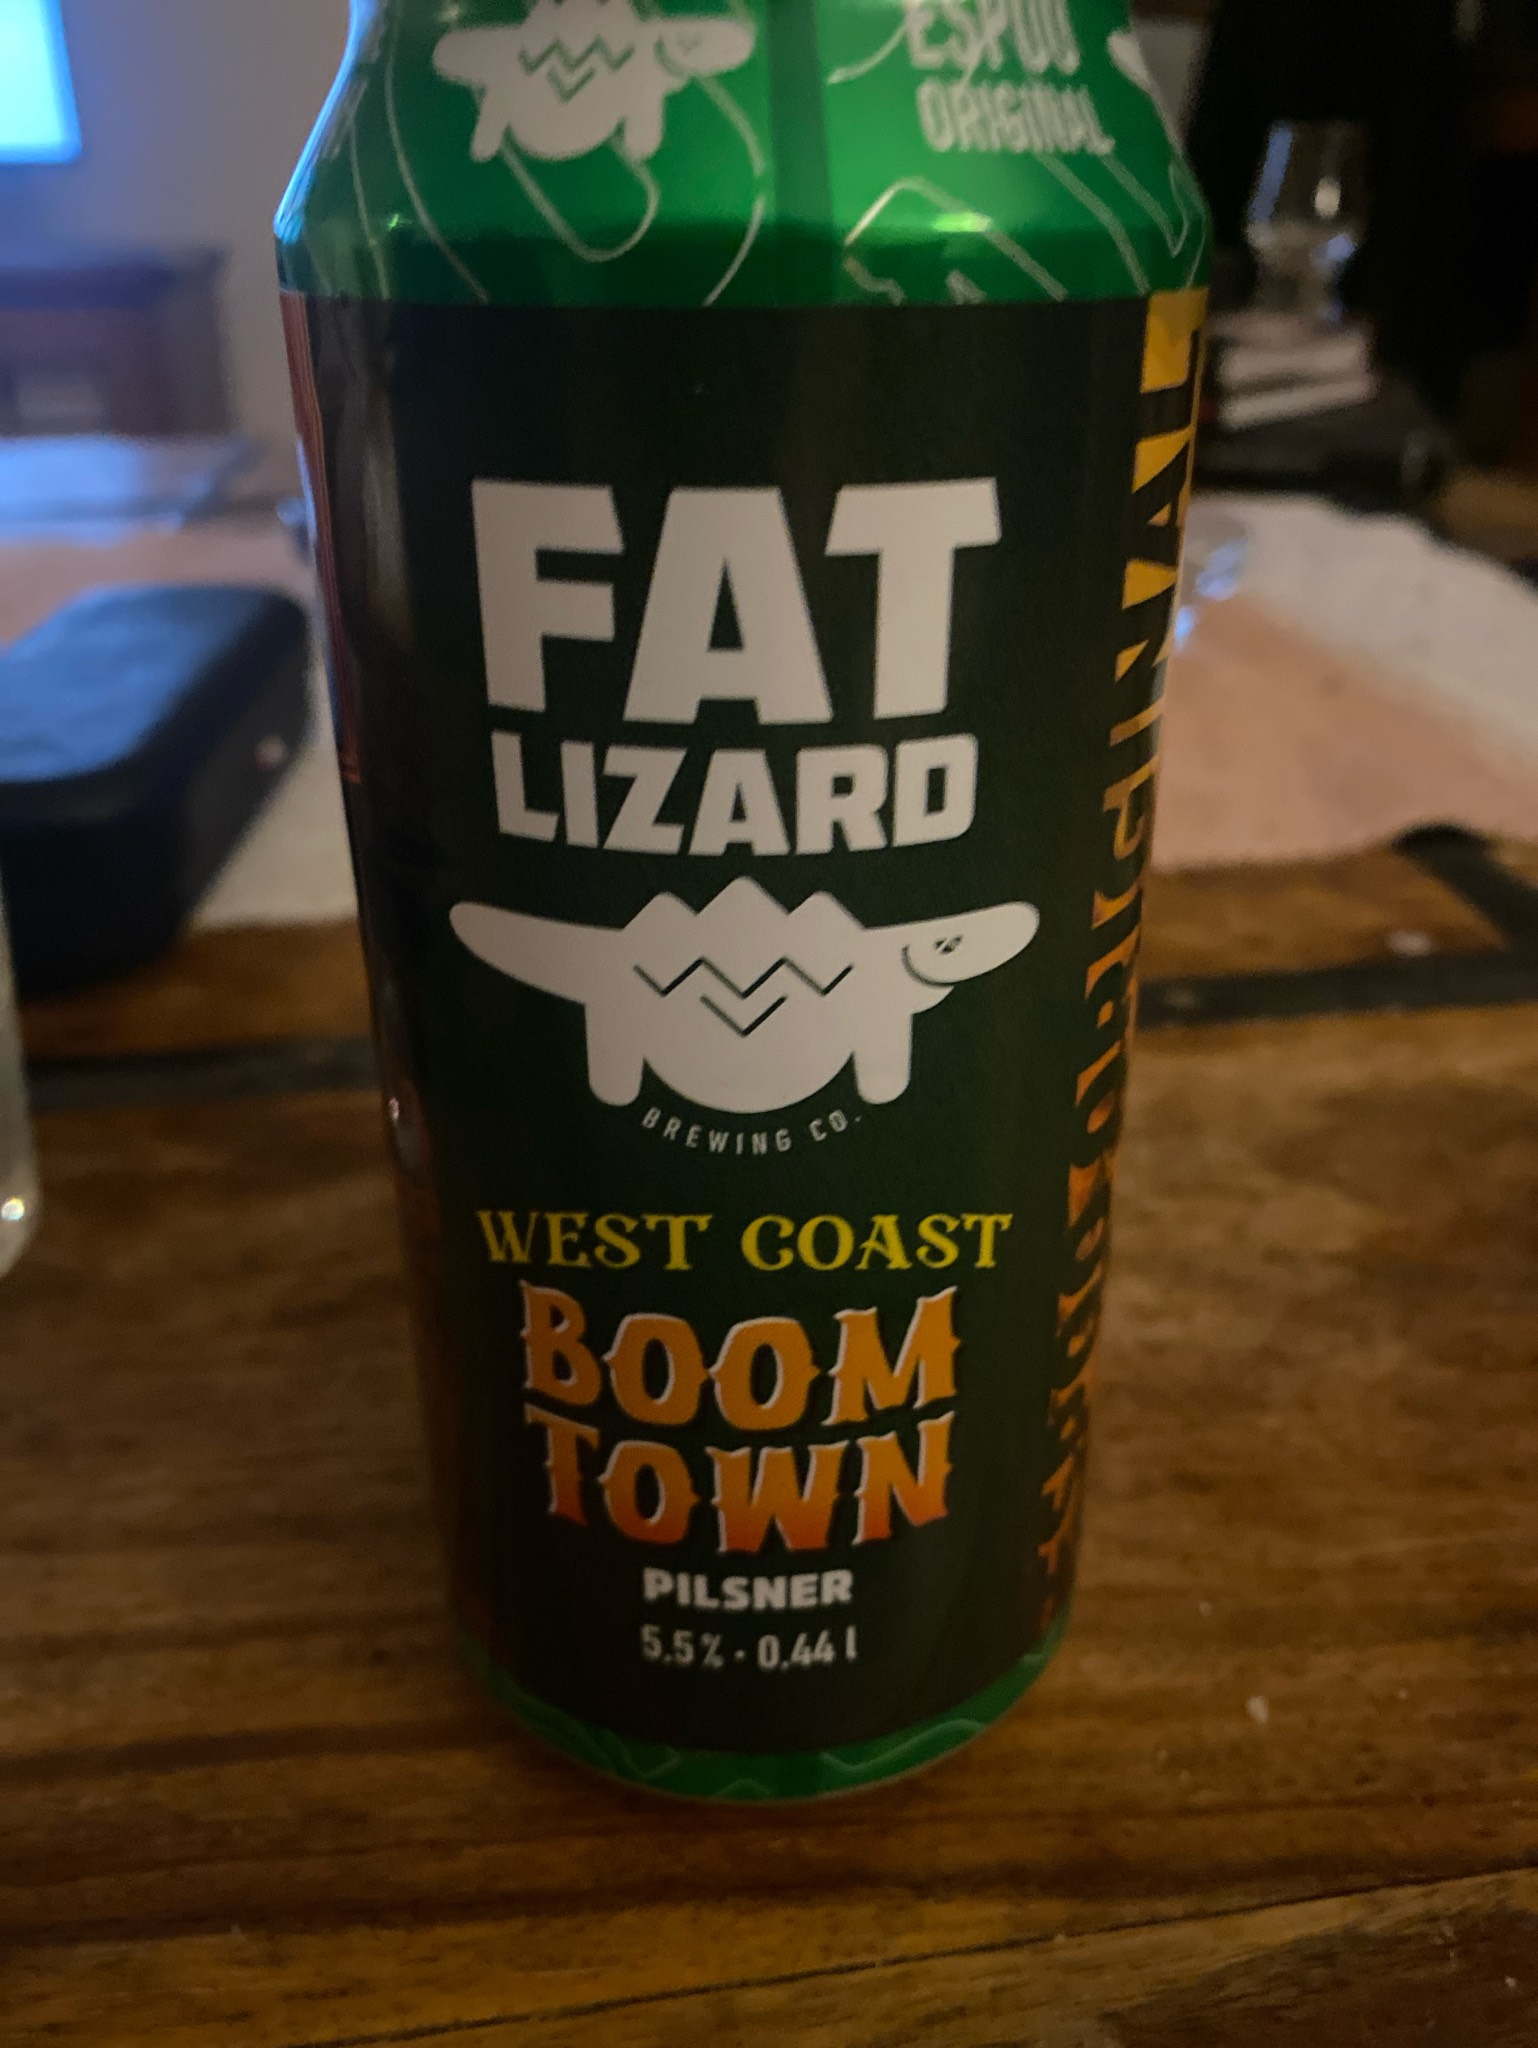 ESPOO
ORIGINAL
FAT
LIZARD
BREWING CO.
WEST COAST
BOOM
TOWN
PILSNER
5.5% · 0.44 l